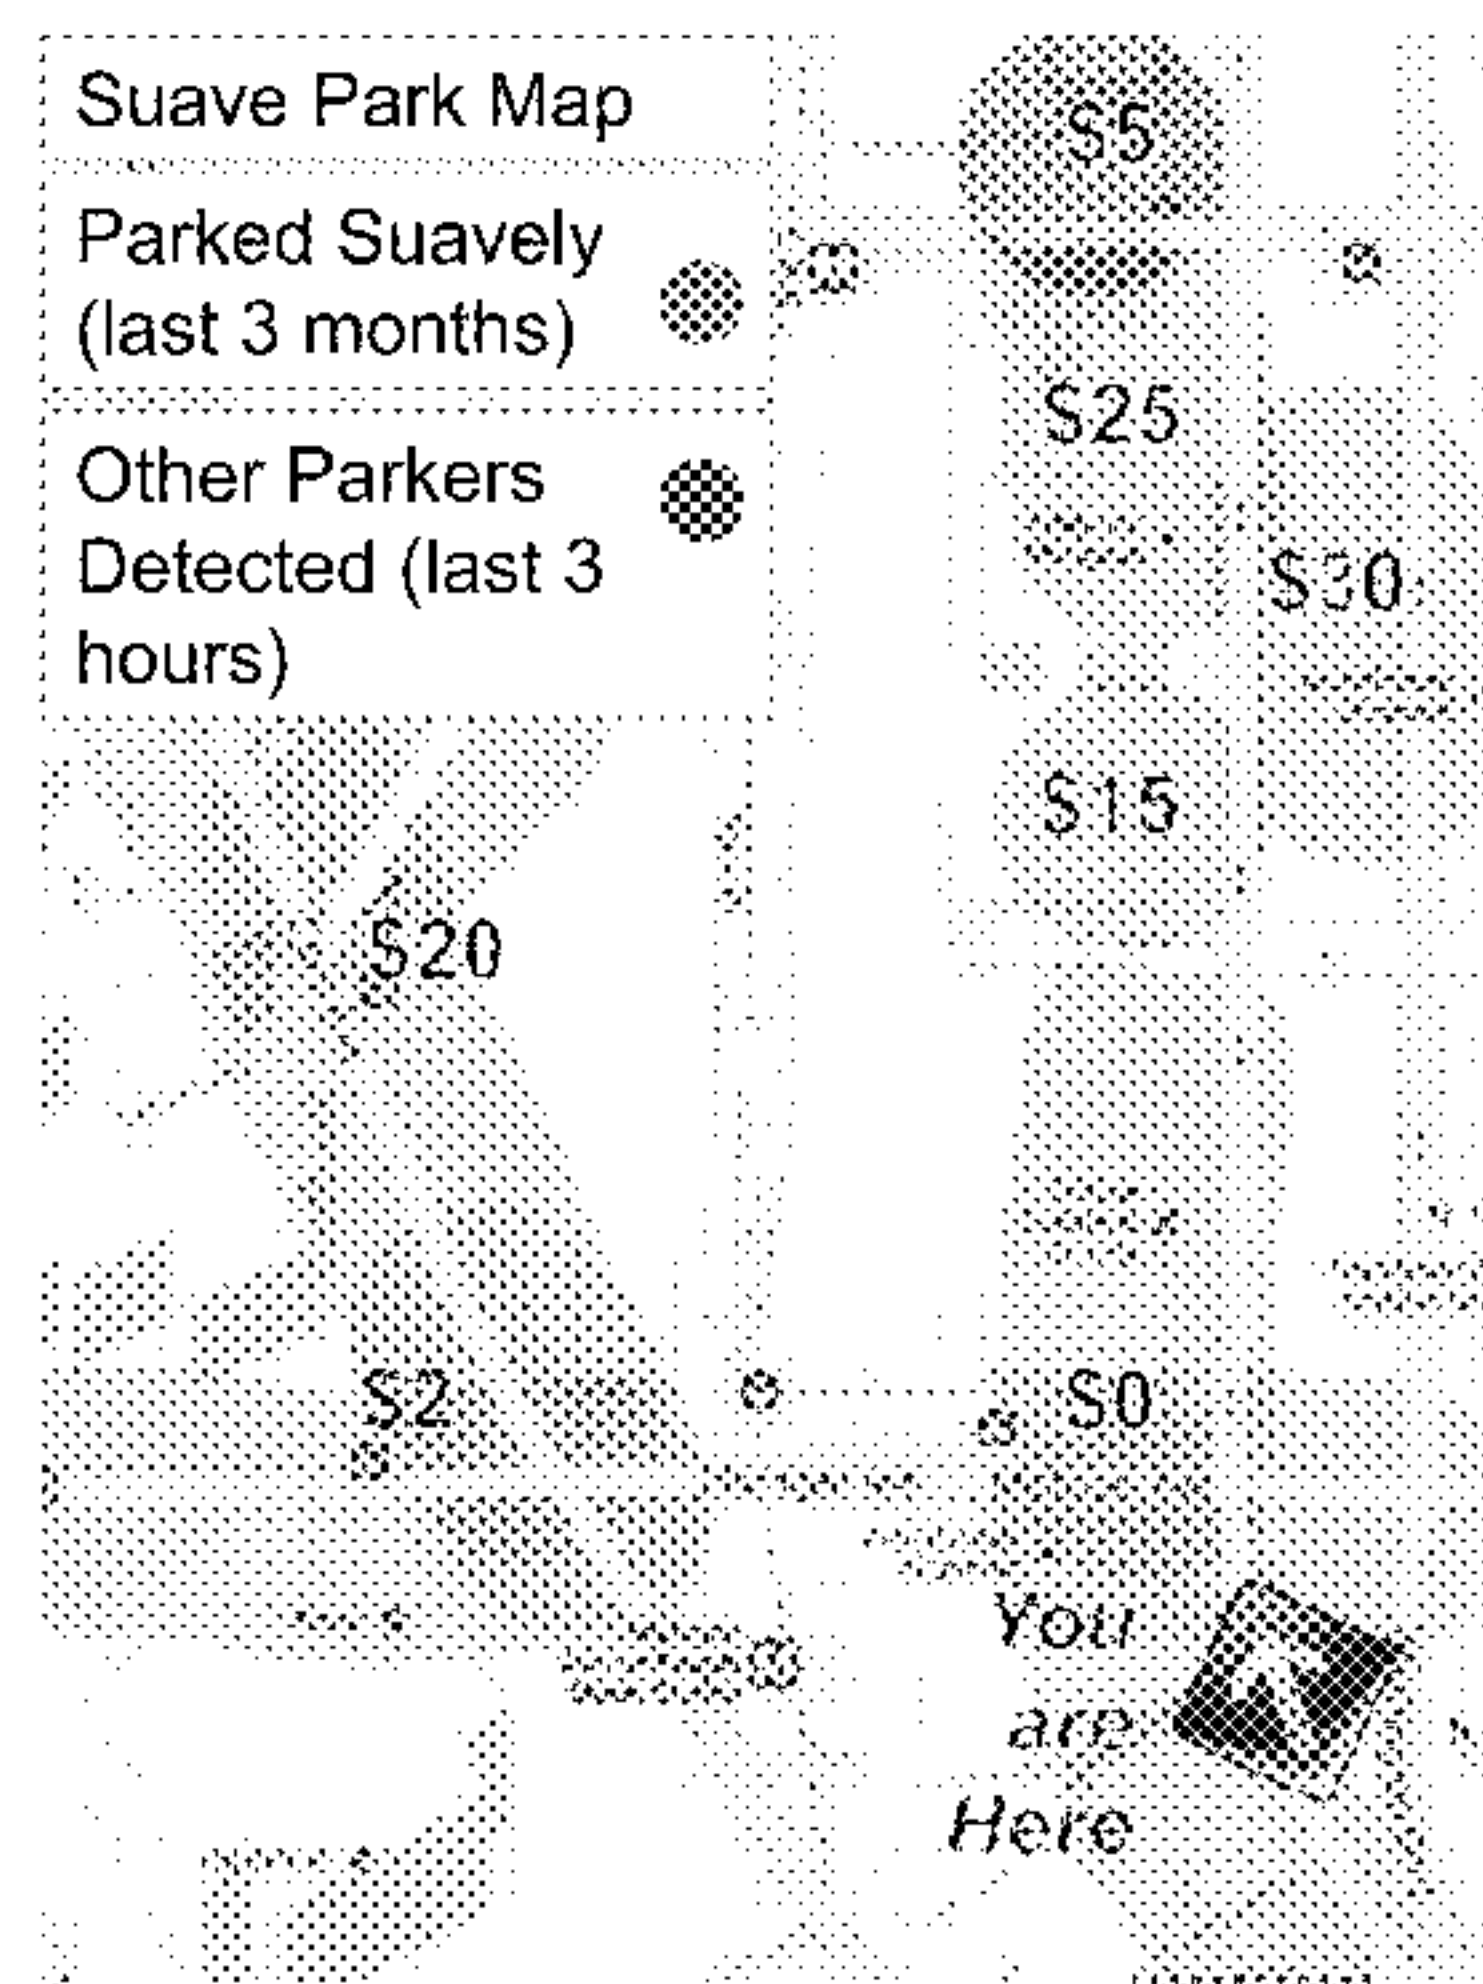 Suave Park Map
Parked Suavely
(last 3 months)
Other Parkers
Detected (last 3
hours)
$5
$25
$30
$15
$20
$2
$0
You
are
Here